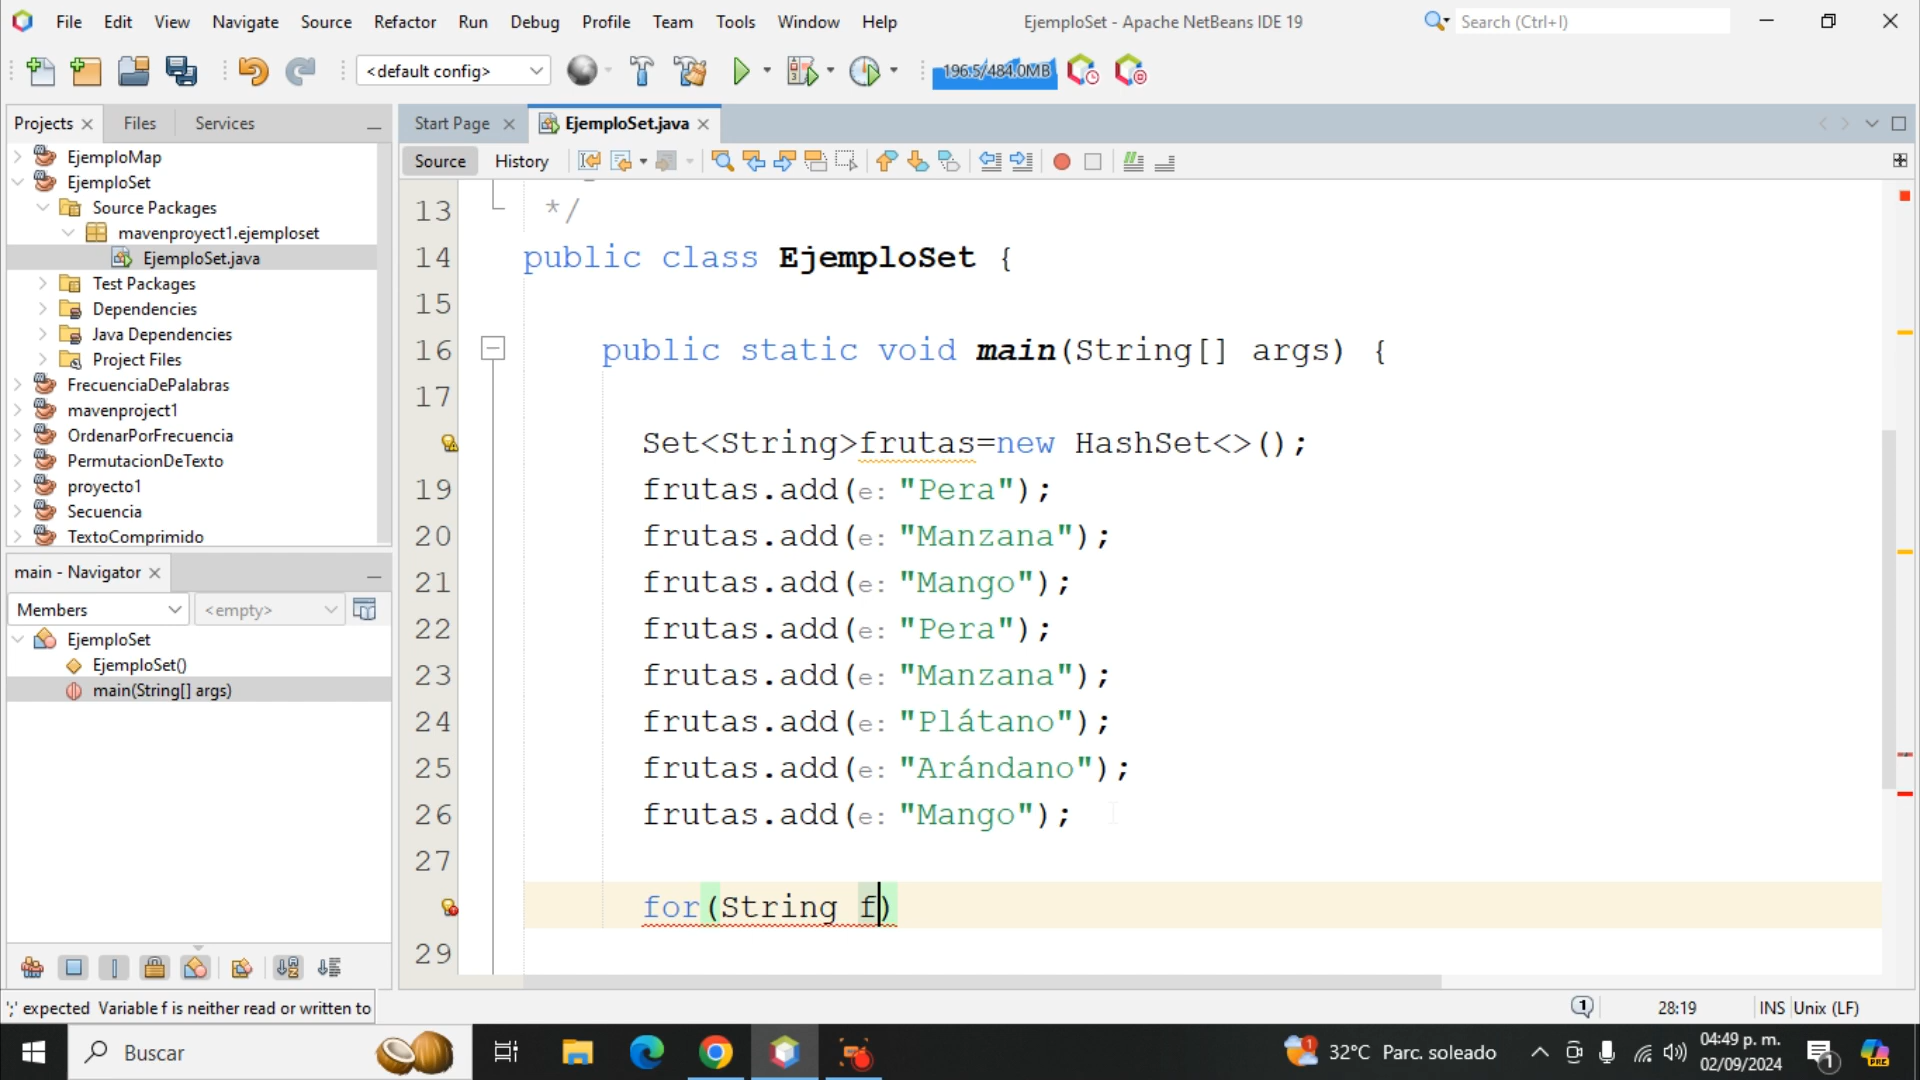 File Edit View Navigate Source Refactor Run Debug Profile Team Tools Window Help EjemploSet - Apache NetBeans IDE 19 Search (Ctrl+I)
<default config> 196.5/484.0MB
Projects Files Services
Start Page EjemploSet.java
Source History
EjemploMap
EjemploSet
Source Packages
mavenproyect1.ejemploset
EjemploSet.java
Test Packages
Dependencies
Java Dependencies
Project Files
FrecuenciaDePalabras
mavenproject1
OrdenarPorFrecuencia
PermutacionDeTexto
proyecto1
Secuencia
TextoComprimido
main - Navigator
Members <empty>
EjemploSet
EjemploSet()
main(String[] args)
13 */
14 public class EjemploSet {
15
16 public static void main(String[] args) {
17
Set<String>frutas=new HashSet<>();
19 frutas.add(e: "Pera");
20 frutas.add(e: "Manzana");
21 frutas.add(e: "Mango");
22 frutas.add(e: "Pera");
23 frutas.add(e: "Manzana");
24 frutas.add(e: "Plátano");
25 frutas.add(e: "Arándano");
26 frutas.add(e: "Mango");
27
for(String f)
29
';' expected Variable f is neither read or written to
1 28:19 INS Unix (LF)
Buscar
1 32°C Parc. soleado
04:49 p. m.
02/09/2024
1
PRE